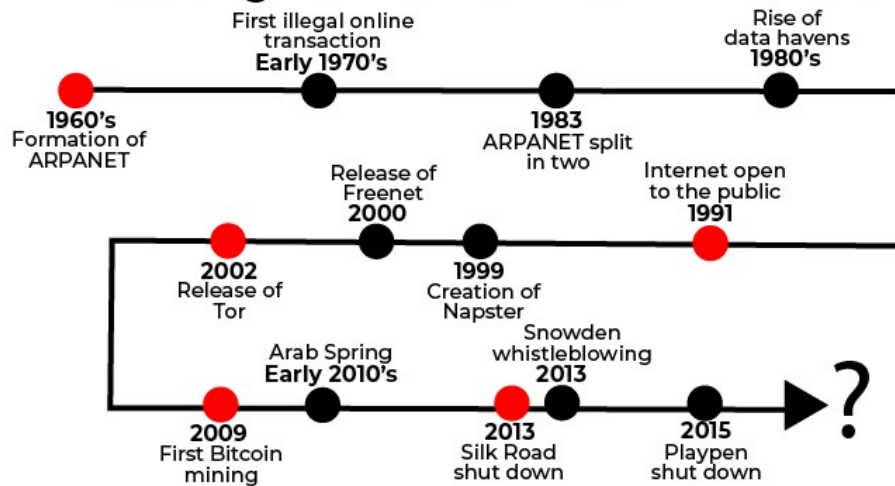 First illegal online
transaction
Early 1970's
Rise of
data havens
1980's
1960's
Formation of
ARPANET
1983
ARPANET split
in two
Internet open
to the public
1991
Release of
Freenet
2000
1999
Creation of
Napster
2002
Release of
Tor
2009
First Bitcoin
mining
Arab Spring
Early 2010's
2013
Silk Road
shut down
Snowden
whistleblowing
2013
2015
Playpen
shut down
?